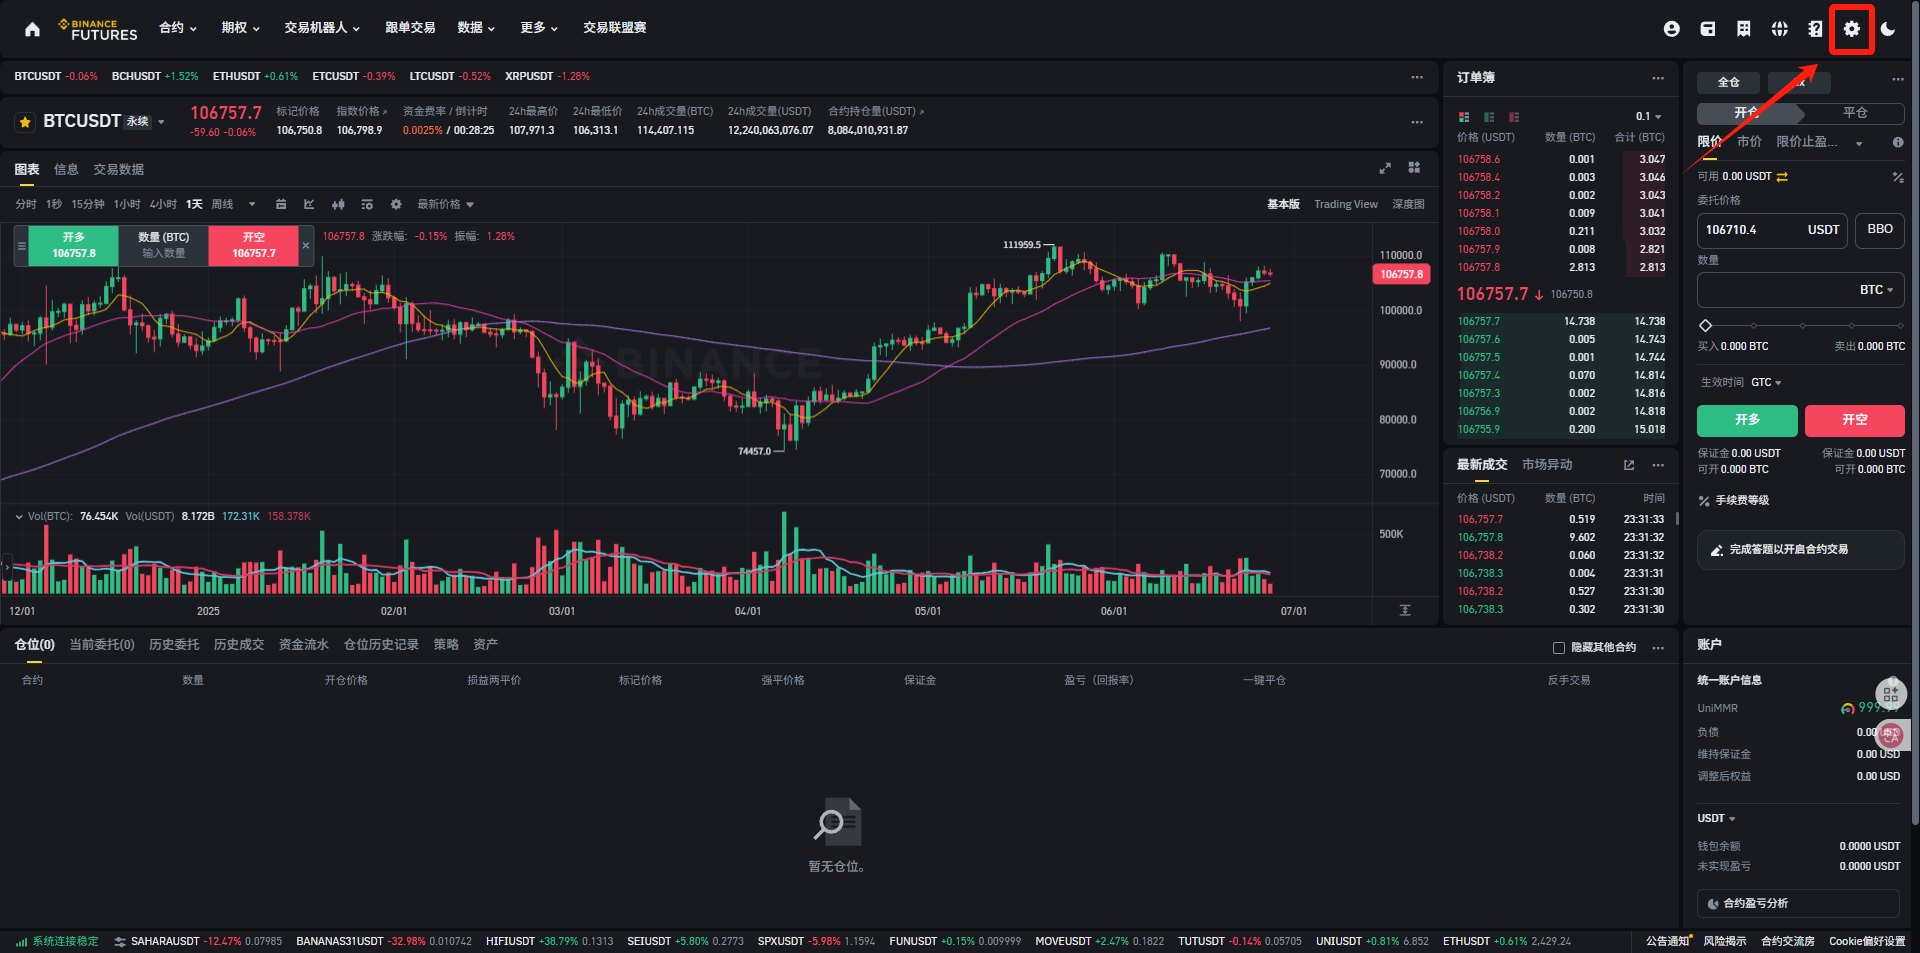 BINANCE FUTURES 合约 期权 交易机器人 跟单交易 数据 更多 交易联盟赛
BTCUSDT -0.06% BCHUSDT +1.52% ETHUSDT +0.61% ETCUSDT -0.39% LTCUSDT -0.52% XRPUSDT -1.28%
BTCUSDT 永续
106757.7
-59.60 -0.06%
标记价格 指数价格 资金费率 / 倒计时 24h最高价 24h最低价 24h成交量(BTC) 24h成交量(USDT) 合约持仓量(USDT)
106,750.8 106,798.9 0.0025% / 00:28:25 107,971.3 106,313.1 114,407.115 12,240,063,076.07 8,084,010,931.87
图表 信息 交易数据
分时 1秒 15分钟 1小时 4小时 1天 周线 最新价格 基本版 Trading View 深度图
开多 106757.8
数量 (BTC) 输入数量
开空 106757.7
106757.8 涨跌幅: -0.15% 振幅: 1.28%
111959.5
74457.0
BINANCE
110000.0
106757.8
100000.0
90000.0
80000.0
70000.0
Vol(BTC): 76.454K Vol(USDT) 8.172B 172.31K 158.378K
500K
12/01 2025 02/01 03/01 04/01 05/01 06/01 07/01
订单簿
0.1
价格 (USDT) 数量 (BTC) 合计 (BTC)
106758.6 0.001 3.047
106758.4 0.003 3.046
106758.2 0.002 3.043
106758.1 0.009 3.041
106758.0 0.211 3.032
106757.9 0.008 2.821
106757.8 2.813 2.813
106757.7 ↓ 106750.8
106757.7 14.738 14.738
106757.6 0.005 14.743
106757.5 0.001 14.744
106757.4 0.070 14.814
106757.3 0.002 14.816
106756.9 0.002 14.818
106755.9 0.200 15.018
最新成交 市场异动
价格 (USDT) 数量 (BTC) 时间
106,757.7 0.519 23:31:33
106,757.8 9.602 23:31:32
106,738.2 0.060 23:31:32
106,738.3 0.004 23:31:31
106,738.2 0.527 23:31:30
106,738.3 0.302 23:31:30
全仓
开仓 平仓
限价 市价 限价止盈...
可用 0.00 USDT
委托价格
106710.4 USDT BBO
数量
BTC
买入 0.000 BTC 卖出 0.000 BTC
生效时间 GTC
开多 开空
保证金 0.00 USDT 保证金 0.00 USDT
可开 0.000 BTC 可开 0.000 BTC
手续费等级
完成答题以开启合约交易
仓位(0) 当前委托(0) 历史委托 历史成交 资金流水 仓位历史记录 策略 资产
隐藏其他合约
合约 数量 开仓价格 损益两平价 标记价格 强平价格 保证金 盈亏（回报率） 一键平仓 反手交易
暂无仓位。
账户
统一账户信息
UniMMR 999.99
负债 0.00
维持保证金 0.00 USD
调整后权益 0.00 USD
USDT
钱包余额 0.0000 USDT
未实现盈亏 0.0000 USDT
合约盈亏分析
系统连接稳定 SAHARAUSDT -12.47% 0.07985 BANANAS31USDT -32.98% 0.010742 HIFIUSDT +38.79% 0.1313 SEIUSDT +5.80% 0.2773 SPXUSDT -5.98% 1.1594 FUNUSDT +0.15% 0.009999 MOVEUSDT +2.47% 0.1822 TUTUSDT -0.14% 0.05705 UNIUSDT +0.81% 6.852 ETHUSDT +0.61% 2,429.24
公告通知 风险揭示 合约交流房 Cookie偏好设置